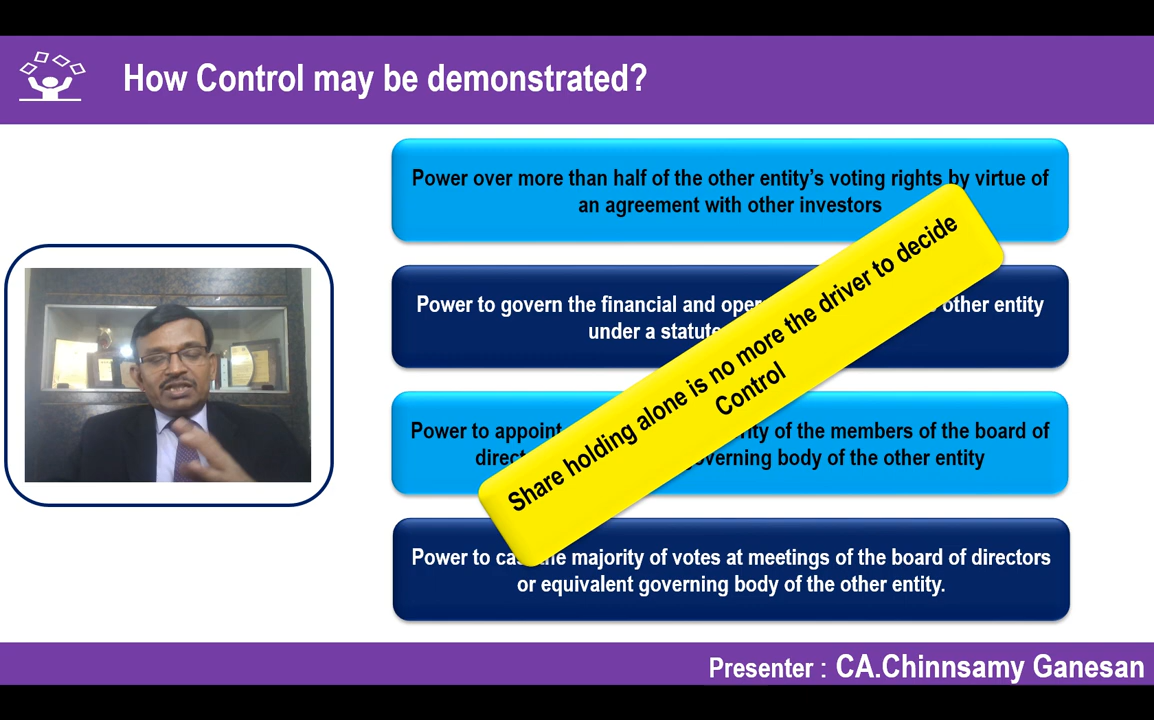 How Control may be demonstrated?
Power over more than half of the other entity's voting rights by virtue of
an agreement with other investors
Power to govern the financial and other entity
under a statute
Power to appoint of the members of the board of
governing body of the other entity
Power to the majority of votes at meetings of the board of directors
or equivalent governing body of the other entity.
Share holding alone is no more the driver to decide
Control
Presenter : CA.Chinnsamy Ganesan